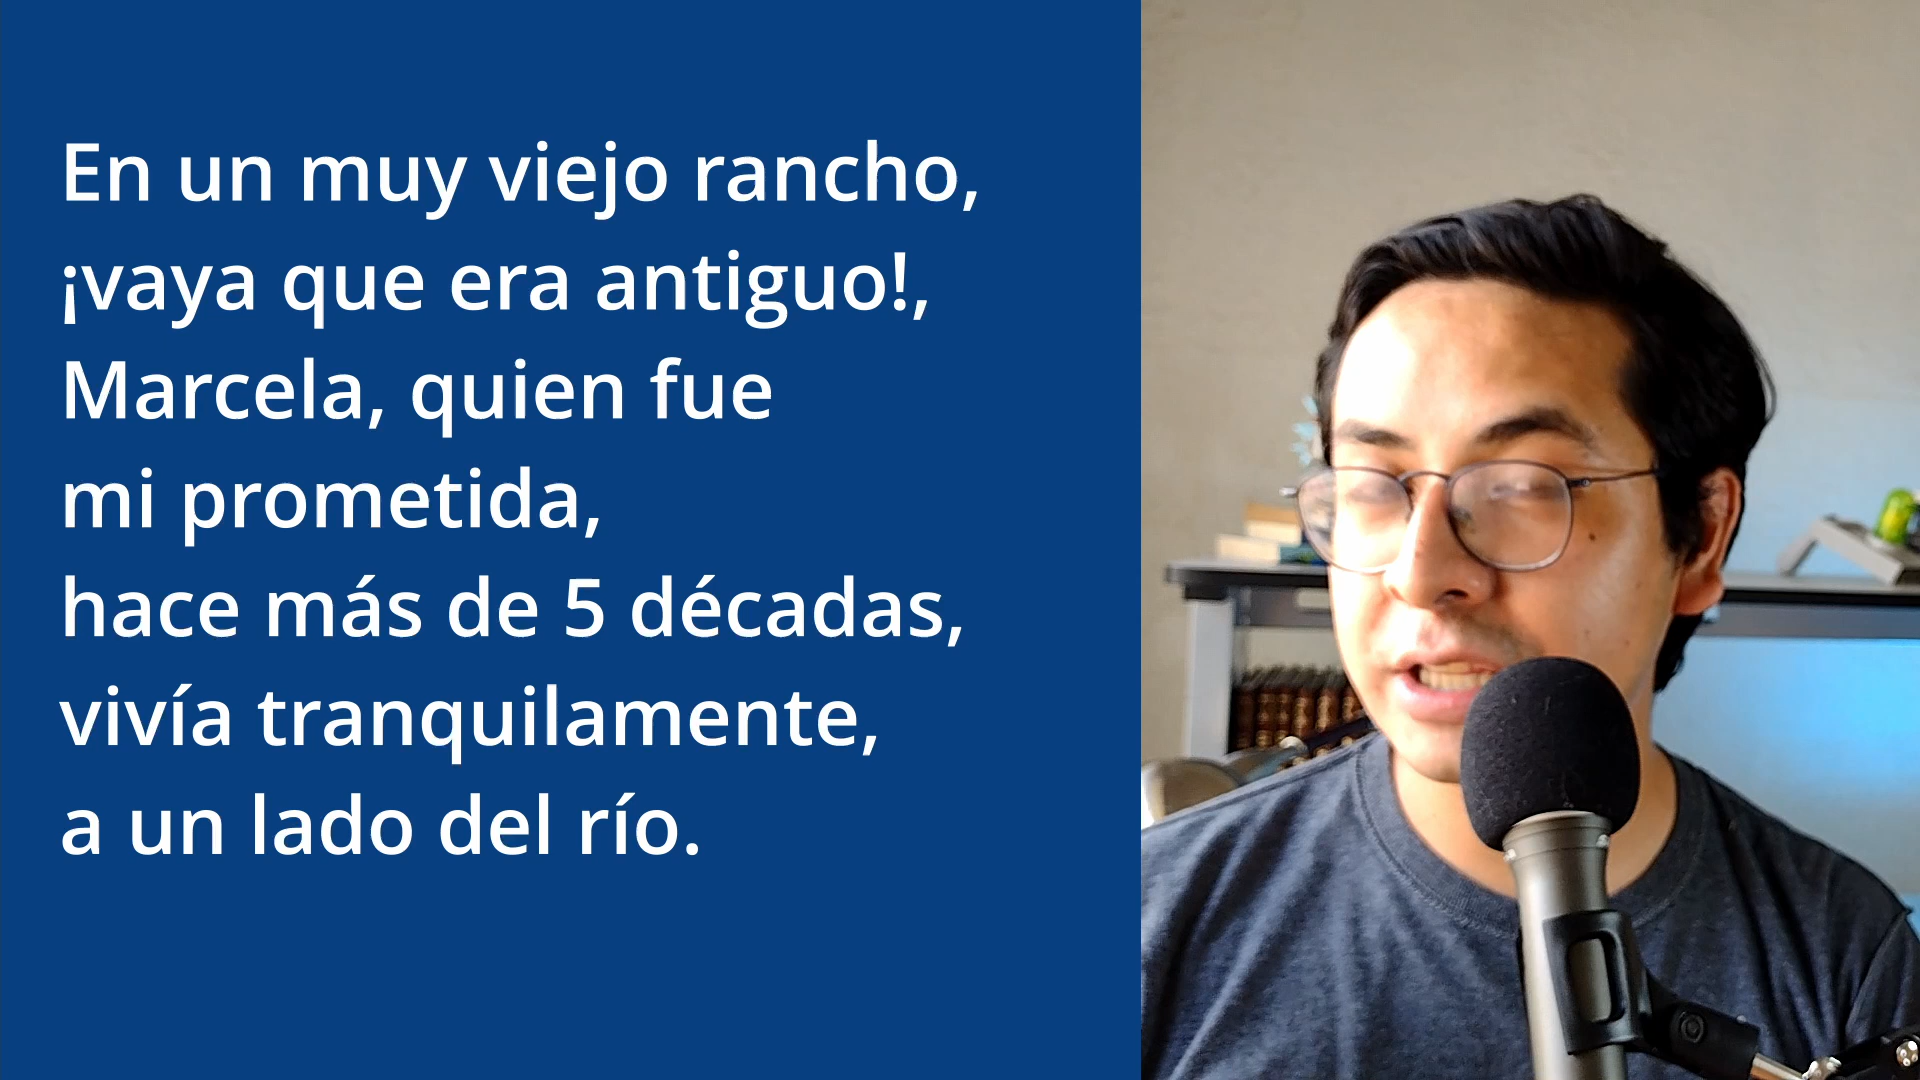 En un muy viejo rancho,
¡vaya que era antiguo!,
Marcela, quien fue
mi prometida,
hace más de 5 décadas,
vivía tranquilamente,
a un lado del río.